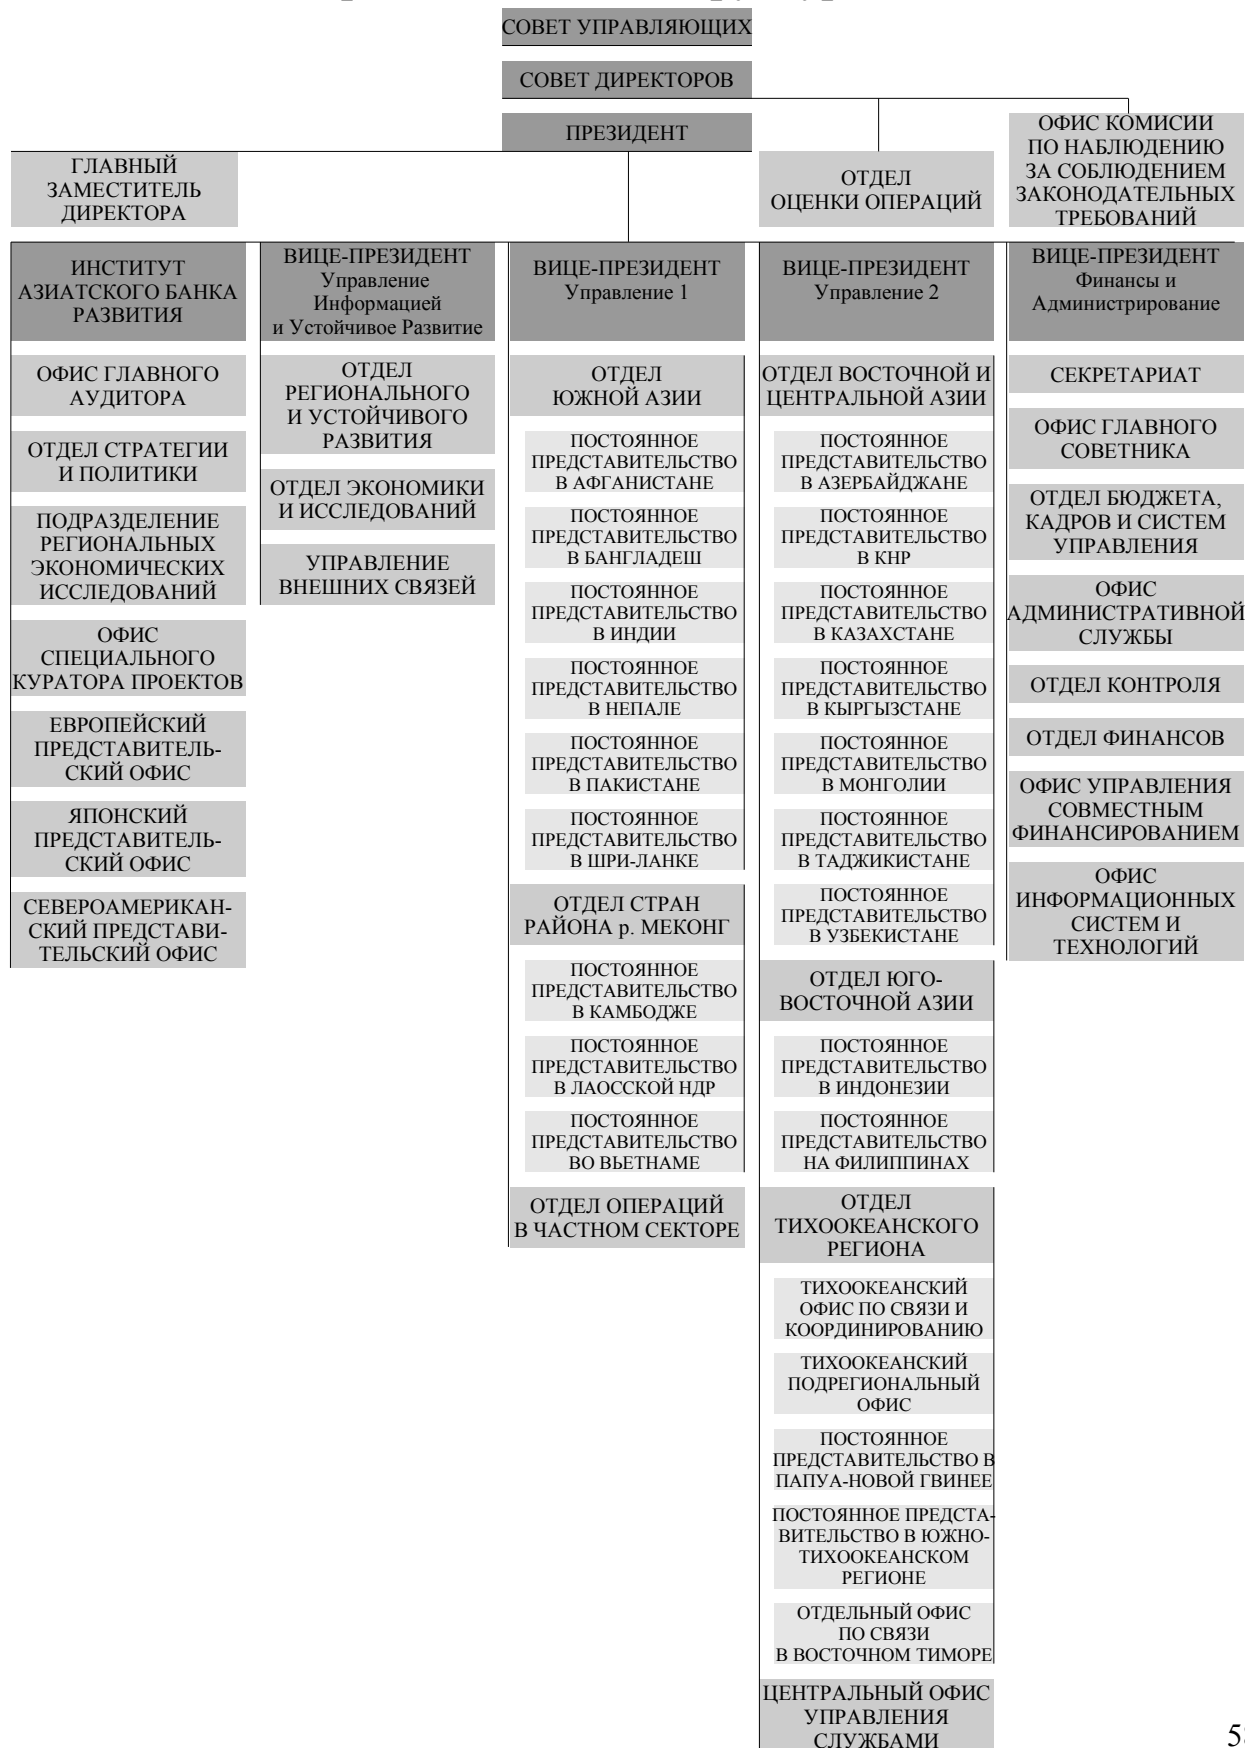 СОВЕТ УПРАВЛЯЮЩИХ
СОВЕТ ДИРЕКТОРОВ
ПРЕЗИДЕНТ
ГЛАВНЫЙ
ЗАМЕСТИТЕЛЬ
ДИРЕКТОРА
ОТДЕЛ
ОЦЕНКИ ОПЕРАЦИЙ
ОФИС КОМИСИИ
ПО НАБЛЮДЕНИЮ
ЗА СОБЛЮДЕНИЕМ
ЗАКОНОДАТЕЛЬНЫХ
ТРЕБОВАНИЙ
ИНСТИТУТ
АЗИАТСКОГО БАНКА
РАЗВИТИЯ
ОФИС ГЛАВНОГО
АУДИТОРА
ОТДЕЛ СТРАТЕГИИ
И ПОЛИТИКИ
ПОДРАЗДЕЛЕНИЕ
РЕГИОНАЛЬНЫХ
ЭКОНОМИЧЕСКИХ
ИССЛЕДОВАНИЙ
ОФИС
СПЕЦИАЛЬНОГО
КУРАТОРА ПРОЕКТОВ
ЕВРОПЕЙСКИЙ
ПРЕДСТАВИТЕЛЬ-
СКИЙ ОФИС
ЯПОНСКИЙ
ПРЕДСТАВИТЕЛЬ-
СКИЙ ОФИС
СЕВЕРОАМЕРИКАН-
СКИЙ ПРЕДСТАВИ-
ТЕЛЬСКИЙ ОФИС
ВИЦЕ-ПРЕЗИДЕНТ
Управление
Информацией
и Устойчивое Развитие
ОТДЕЛ
РЕГИОНАЛЬНОГО
И УСТОЙЧИВОГО
РАЗВИТИЯ
ОТДЕЛ ЭКОНОМИКИ
И ИССЛЕДОВАНИЙ
УПРАВЛЕНИЕ
ВНЕШНИХ СВЯЗЕЙ
ВИЦЕ-ПРЕЗИДЕНТ
Управление 1
ОТДЕЛ
ЮЖНОЙ АЗИИ
ПОСТОЯННОЕ
ПРЕДСТАВИТЕЛЬСТВО
В АФГАНИСТАНЕ
ПОСТОЯННОЕ
ПРЕДСТАВИТЕЛЬСТВО
В БАНГЛАДЕШ
ПОСТОЯННОЕ
ПРЕДСТАВИТЕЛЬСТВО
В ИНДИИ
ПОСТОЯННОЕ
ПРЕДСТАВИТЕЛЬСТВО
В НЕПАЛЕ
ПОСТОЯННОЕ
ПРЕДСТАВИТЕЛЬСТВО
В ПАКИСТАНЕ
ПОСТОЯННОЕ
ПРЕДСТАВИТЕЛЬСТВО
В ШРИ-ЛАНКЕ
ОТДЕЛ СТРАН
РАЙОНА р. МЕКОНГ
ПОСТОЯННОЕ
ПРЕДСТАВИТЕЛЬСТВО
В КАМБОДЖЕ
ПОСТОЯННОЕ
ПРЕДСТАВИТЕЛЬСТВО
В ЛАОССКОЙ НДР
ПОСТОЯННОЕ
ПРЕДСТАВИТЕЛЬСТВО
ВО ВЬЕТНАМЕ
ОТДЕЛ ОПЕРАЦИЙ
В ЧАСТНОМ СЕКТОРЕ
ВИЦЕ-ПРЕЗИДЕНТ
Управление 2
ОТДЕЛ ВОСТОЧНОЙ И
ЦЕНТРАЛЬНОЙ АЗИИ
ПОСТОЯННОЕ
ПРЕДСТАВИТЕЛЬСТВО
В АЗЕРБАЙДЖАНЕ
ПОСТОЯННОЕ
ПРЕДСТАВИТЕЛЬСТВО
В КНР
ПОСТОЯННОЕ
ПРЕДСТАВИТЕЛЬСТВО
В КАЗАХСТАНЕ
ПОСТОЯННОЕ
ПРЕДСТАВИТЕЛЬСТВО
В КЫРГЫЗСТАНЕ
ПОСТОЯННОЕ
ПРЕДСТАВИТЕЛЬСТВО
В МОНГОЛИИ
ПОСТОЯННОЕ
ПРЕДСТАВИТЕЛЬСТВО
В ТАДЖИКИСТАНЕ
ПОСТОЯННОЕ
ПРЕДСТАВИТЕЛЬСТВО
В УЗБЕКИСТАНЕ
ОТДЕЛ ЮГО-
ВОСТОЧНОЙ АЗИИ
ПОСТОЯННОЕ
ПРЕДСТАВИТЕЛЬСТВО
В ИНДОНЕЗИИ
ПОСТОЯННОЕ
ПРЕДСТАВИТЕЛЬСТВО
НА ФИЛИППИНАХ
ОТДЕЛ
ТИХООКЕАНСКОГО
РЕГИОНА
ТИХООКЕАНСКИЙ
ОФИС ПО СВЯЗИ И
КООРДИНИРОВАНИЮ
ТИХООКЕАНСКИЙ
ПОДРЕГИОНАЛЬНЫЙ
ОФИС
ПОСТОЯННОЕ
ПРЕДСТАВИТЕЛЬСТВО В
ПАПУА-НОВОЙ ГВИНЕЕ
ПОСТОЯННОЕ ПРЕДСТА-
ВИТЕЛЬСТВО В ЮЖНО-
ТИХООКЕАНСКОМ
РЕГИОНЕ
ОТДЕЛЬНЫЙ ОФИС
ПО СВЯЗИ
В ВОСТОЧНОМ ТИМОРЕ
ЦЕНТРАЛЬНЫЙ ОФИС
УПРАВЛЕНИЯ
СЛУЖБАМИ
ВИЦЕ-ПРЕЗИДЕНТ
Финансы и
Администрирование
СЕКРЕТАРИАТ
ОФИС ГЛАВНОГО
СОВЕТНИКА
ОТДЕЛ БЮДЖЕТА,
КАДРОВ И СИСТЕМ
УПРАВЛЕНИЯ
ОФИС
АДМИНИСТРАТИВНОЙ
СЛУЖБЫ
ОТДЕЛ КОНТРОЛЯ
ОТДЕЛ ФИНАНСОВ
ОФИС УПРАВЛЕНИЯ
СОВМЕСТНЫМ
ФИНАНСИРОВАНИЕМ
ОФИС
ИНФОРМАЦИОННЫХ
СИСТЕМ И
ТЕХНОЛОГИЙ